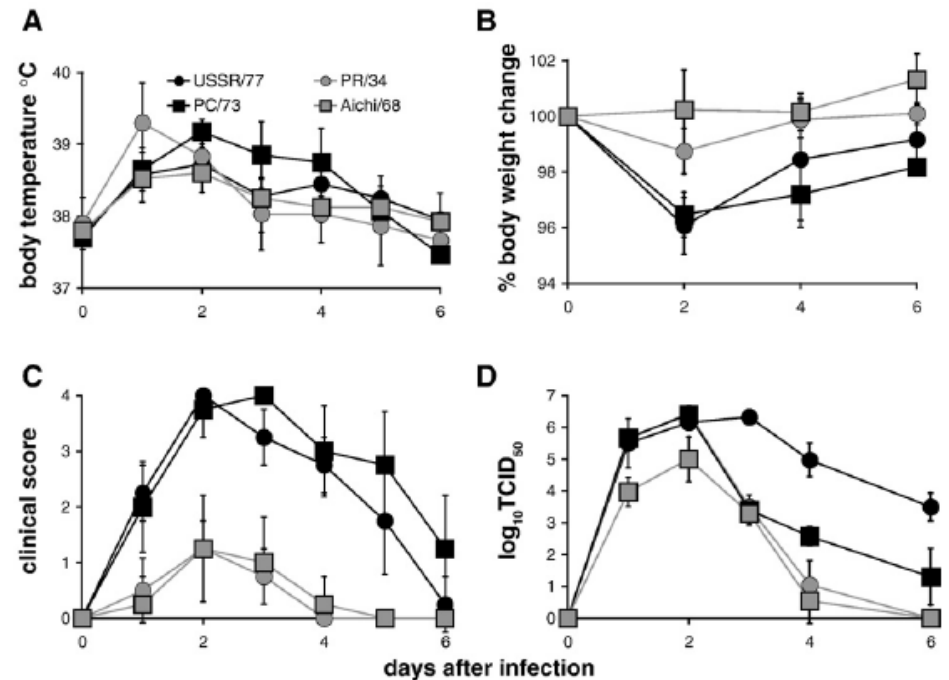 A
body temperature °C
40
39
38
37
0
2
4
6
USSR/77
PR/34
PC/73
Aichi/68
B
% body weight change
102
100
98
96
94
0
2
4
6
C
clinical score
4
3
2
1
0
0
2
4
6
D
log10TCID50
7
6
5
4
3
2
1
0
0
2
4
6
days after infection